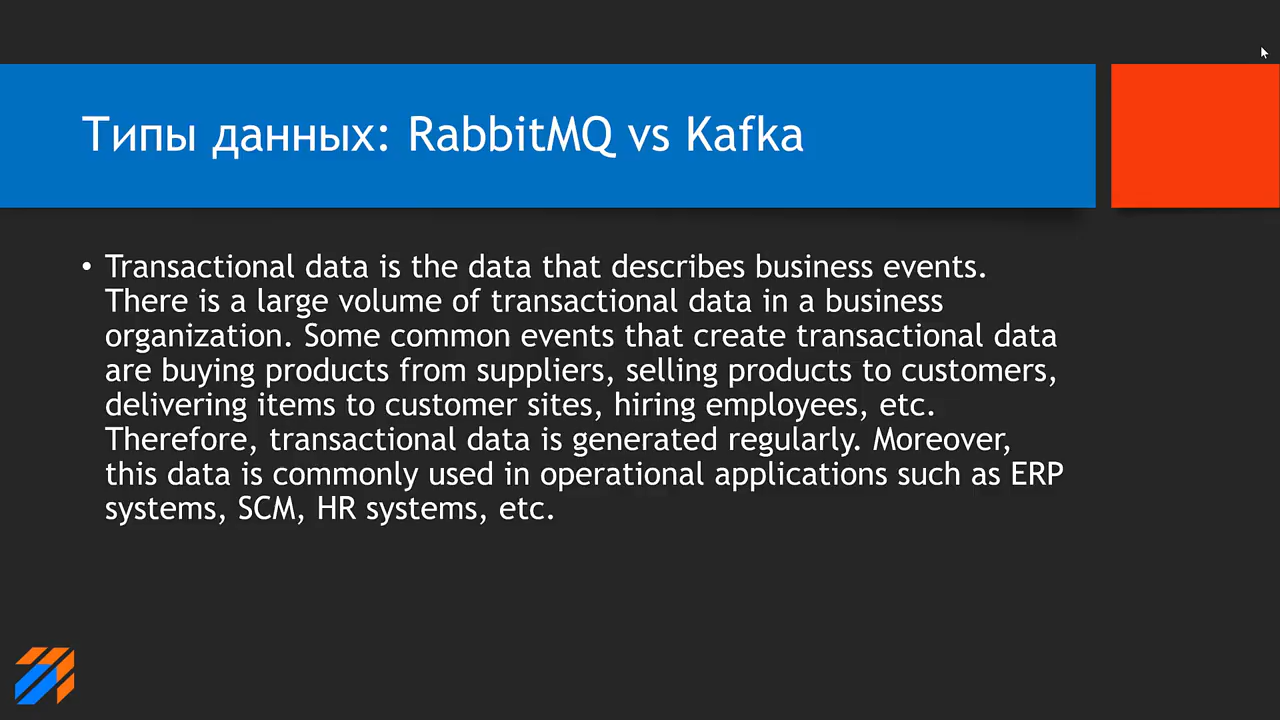 Типы данных: RabbitMQ vs Kafka
• Transactional data is the data that describes business events.
There is a large volume of transactional data in a business
organization. Some common events that create transactional data
are buying products from suppliers, selling products to customers,
delivering items to customer sites, hiring employees, etc.
Therefore, transactional data is generated regularly. Moreover,
this data is commonly used in operational applications such as ERP
systems, SCM, HR systems, etc.